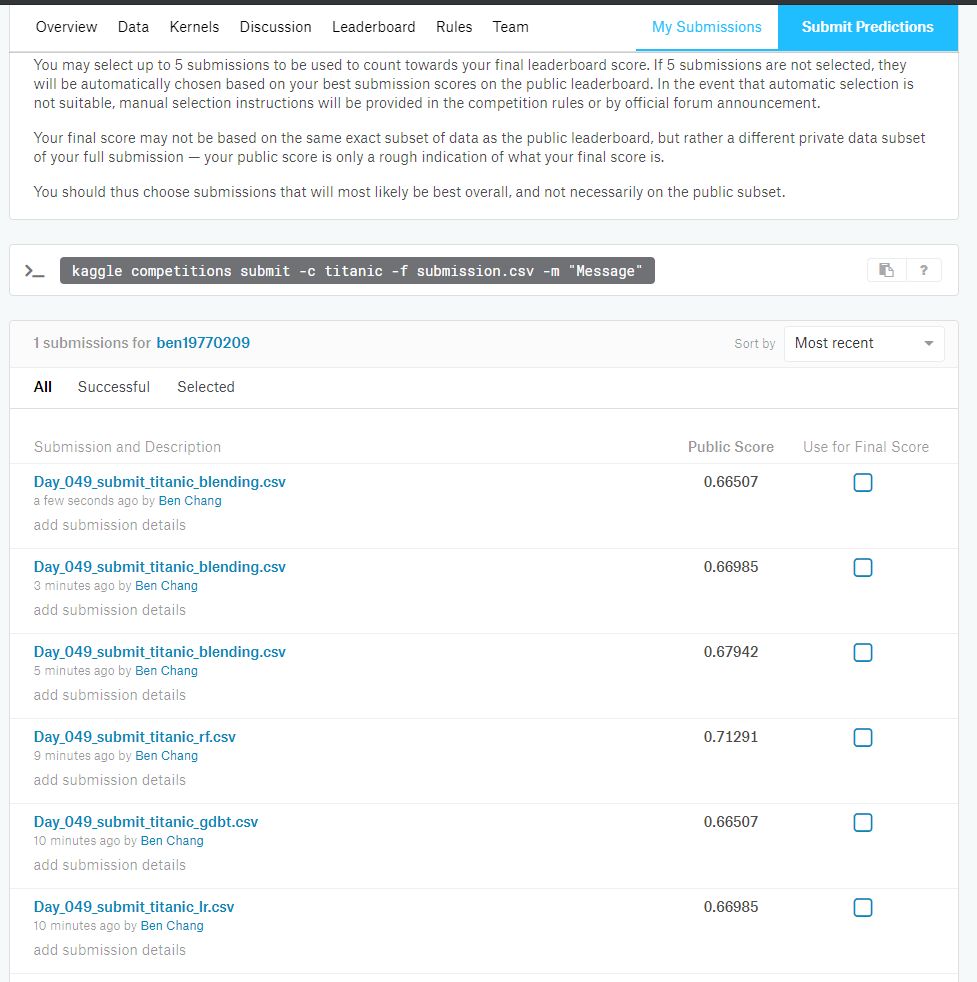 Overview Data Kernels Discussion Leaderboard Rules Team My Submissions Submit Predictions
You may select up to 5 submissions to be used to count towards your final leaderboard score. If 5 submissions are not selected, they
will be automatically chosen based on your best submission scores on the public leaderboard. In the event that automatic selection is
not suitable, manual selection instructions will be provided in the competition rules or by official forum announcement.
Your final score may not be based on the same exact subset of data as the public leaderboard, but rather a different private data subset
of your full submission — your public score is only a rough indication of what your final score is.
You should thus choose submissions that will most likely be best overall, and not necessarily on the public subset.
>_ kaggle competitions submit -c titanic -f submission.csv -m "Message" ?
1 submissions for ben19770209 Sort by Most recent
All Successful Selected
Submission and Description Public Score Use for Final Score
Day_049_submit_titanic_blending.csv 0.66507
a few seconds ago by Ben Chang
add submission details
Day_049_submit_titanic_blending.csv 0.66985
3 minutes ago by Ben Chang
add submission details
Day_049_submit_titanic_blending.csv 0.67942
5 minutes ago by Ben Chang
add submission details
Day_049_submit_titanic_rf.csv 0.71291
9 minutes ago by Ben Chang
add submission details
Day_049_submit_titanic_gdbt.csv 0.66507
10 minutes ago by Ben Chang
add submission details
Day_049_submit_titanic_lr.csv 0.66985
10 minutes ago by Ben Chang
add submission details